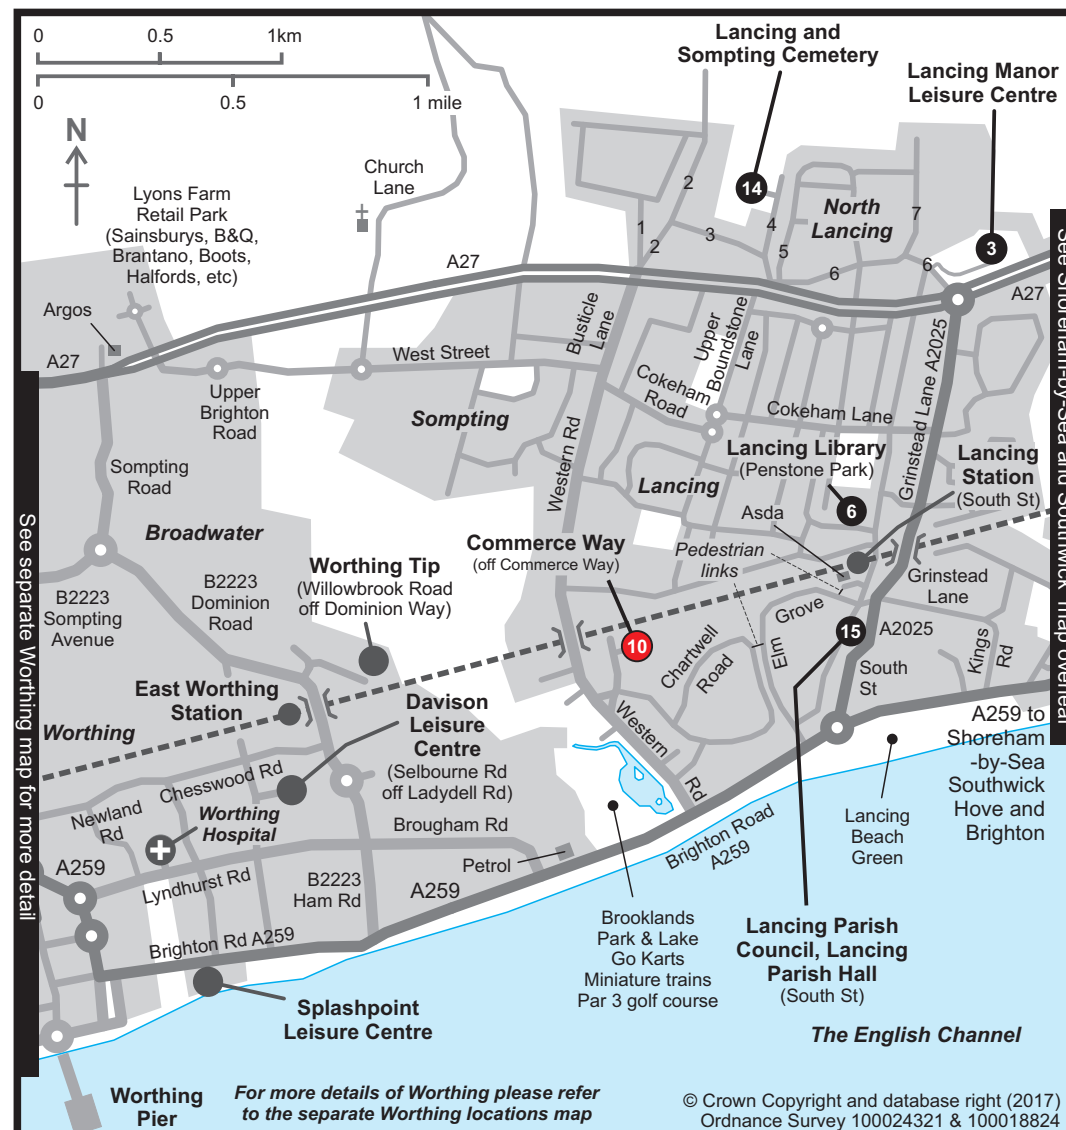 0 0.5 1km
0 0.5 1 mile
N
Lancing and
Sompting Cemetery
Lancing Manor
Leisure Centre
Church
Lane
Lyons Farm
Retail Park
(Sainsburys, B&Q,
Brantano, Boots,
Halfords, etc)
Argos
A27
A27
A27
2
1
2
3
14
4
5
6
7
6
3
North
Lancing
Busticle
Lane
Upper
Boundstone
Lane
West Street
Upper
Brighton
Road
Sompting
Cokeham
Road
Cokeham Lane
Grinstead Lane A2025
Western Rd
Lancing Library
(Penstone Park)
6
Lancing
Station
(South St)
Lancing
Asda
Pedestrian
links
Sompting
Road
Broadwater
Commerce Way
(off Commerce Way)
10
Worthing Tip
(Willowbrook Road
off Dominion Way)
B2223
Sompting
Avenue
B2223
Dominion
Road
Grinstead
Lane
Elm
Grove
15
A2025
Kings
Rd
Chartwell
Road
South
St
East Worthing
Station
Davison
Leisure
Centre
(Selbourne Rd
off Ladydell Rd)
Western
Rd
Worthing
A259 to
Shoreham
-by-Sea
Southwick
Hove and
Brighton
Chesswood Rd
Newland
Rd
Worthing
Hospital
Brougham Rd
Lyndhurst Rd
B2223
Ham Rd
A259
A259
Petrol
Brighton Road
A259
Lancing
Beach
Green
Brighton Rd A259
Brooklands
Park & Lake
Go Karts
Miniature trains
Par 3 golf course
Lancing Parish
Council, Lancing
Parish Hall
(South St)
Splashpoint
Leisure Centre
The English Channel
Worthing
Pier
For more details of Worthing please refer
to the separate Worthing locations map
© Crown Copyright and database right (2017)
Ordnance Survey 100024321 & 100018824
See separate Worthing map for more detail
See Shoreham-by-Sea and Southwick map overleaf